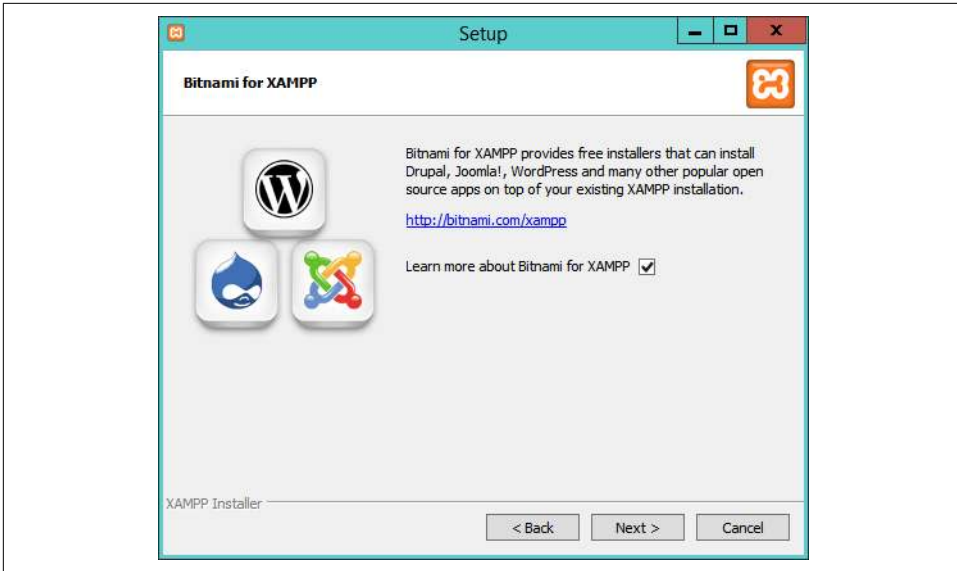 Setup
Bitnami for XAMPP
Bitnami for XAMPP provides free installers that can install
Drupal, Joomla!, WordPress and many other popular open
source apps on top of your existing XAMPP installation.
http://bitnami.com/xampp
Learn more about Bitnami for XAMPP
XAMPP Installer
< Back Next > Cancel